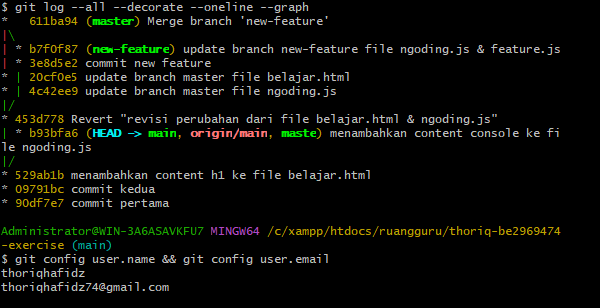 $ git log --all --decorate --oneline --graph
*   611ba94 (master) Merge branch 'new-feature'
|\
| * b7f0f87 (new-feature) update branch new-feature file ngoding.js & feature.js
| * 3e8d5e2 commit new feature
* | 20cf0e5 update branch master file belajar.html
* | 4c42ee9 update branch master file ngoding.js
|/
* 453d778 Revert "revisi perubahan dari file belajar.html & ngoding.js"
| * b93bfa6 (HEAD -> main, origin/main, maste) menambahkan content console ke fi
le ngoding.js
|/
* 529ab1b menambahkan content h1 ke file belajar.html
* 09791bc commit kedua
* 90df7e7 commit pertama
Administrator@WIN-3A6ASAVKFU7 MINGW64 /c/xampp/htdocs/ruangguru/thoriq-be2969474
-exercise (main)
$ git config user.name && git config user.email
thoriqhafidz
thoriqhafidz74@gmail.com